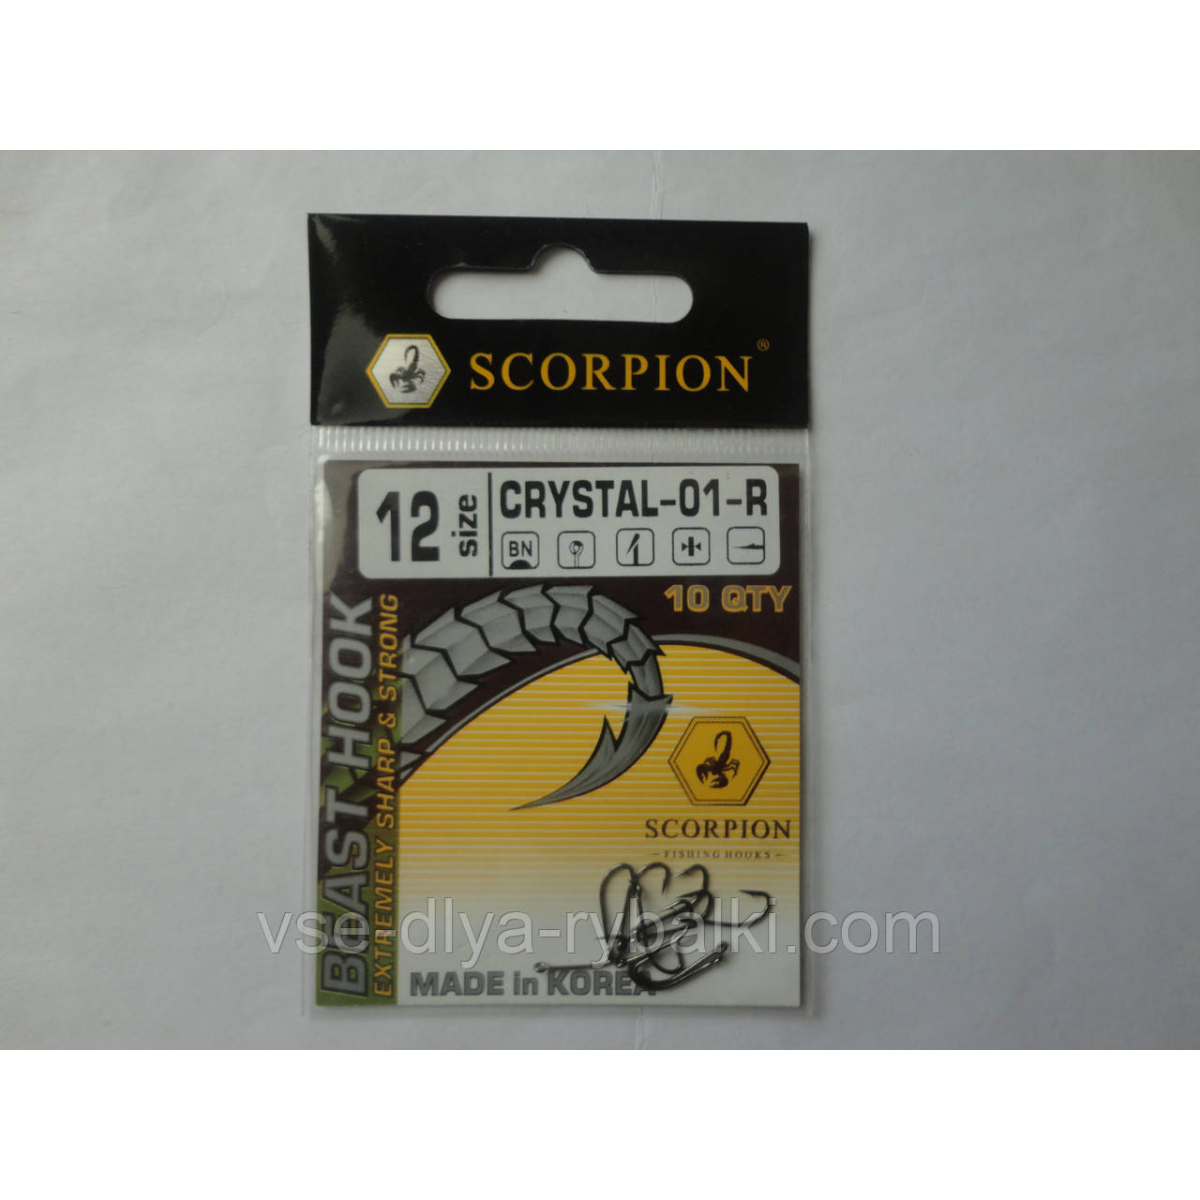 SCORPION®
12 size
CRYSTAL-01-R
BN
10 QTY
BEAST HOOK
EXTREMELY SHARP & STRONG
SCORPION
FISHING HOOKS
vse-dlya-rybalki.com
MADE in KOREA